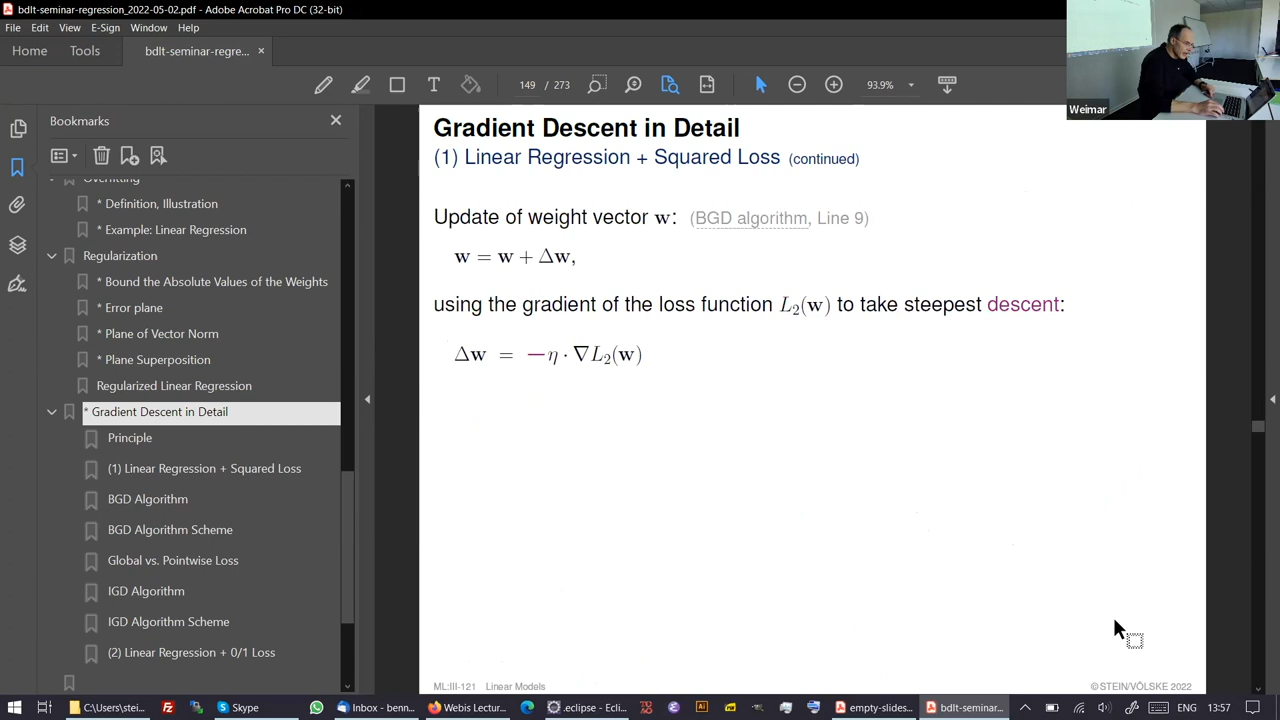 bdlt-seminar-regression_2022-05-02.pdf - Adobe Acrobat Pro DC (32-bit)
File Edit View E-Sign Window Help
Home Tools bdlt-seminar-regre... ×
149 / 273
93.9%
Weimar
Bookmarks
Overfitting
* Definition, Illustration
* Example: Linear Regression
Regularization
* Bound the Absolute Values of the Weights
* Error plane
* Plane of Vector Norm
* Plane Superposition
Regularized Linear Regression
* Gradient Descent in Detail
Principle
(1) Linear Regression + Squared Loss
BGD Algorithm
BGD Algorithm Scheme
Global vs. Pointwise Loss
IGD Algorithm
IGD Algorithm Scheme
(2) Linear Regression + 0/1 Loss
Gradient Descent in Detail
(1) Linear Regression + Squared Loss (continued)
Update of weight vector w: (BGD algorithm, Line 9)
w = w + Δw,
using the gradient of the loss function L₂(w) to take steepest descent:
Δw = −η · ∇L₂(w)
ML:III-121 Linear Models
©STEIN/VÖLSKE 2022
C:\Users\stei... Skype Inbox - benn... Webis Lectur... eclipse - Ecli... empty-slides... bdlt-semina... ENG 13:57